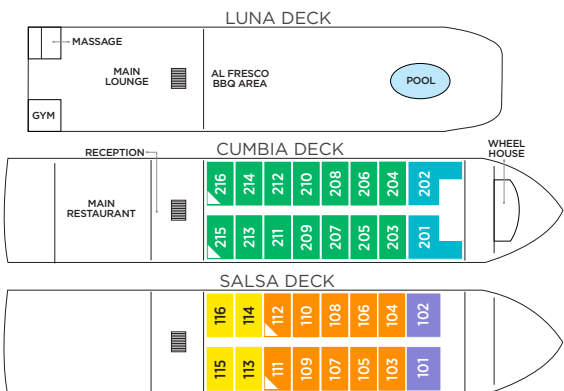 LUNA DECK
MASSAGE
MAIN
LOUNGE
AL FRESCO
BBQ AREA
POOL
GYM
CUMBIA DECK
RECEPTION
WHEEL
HOUSE
MAIN
RESTAURANT
216 214 212 210 208 206 204 202
215 213 211 209 207 205 203 201
SALSA DECK
116 114 112 110 108 106 104 102
115 113 111 109 107 105 103 101